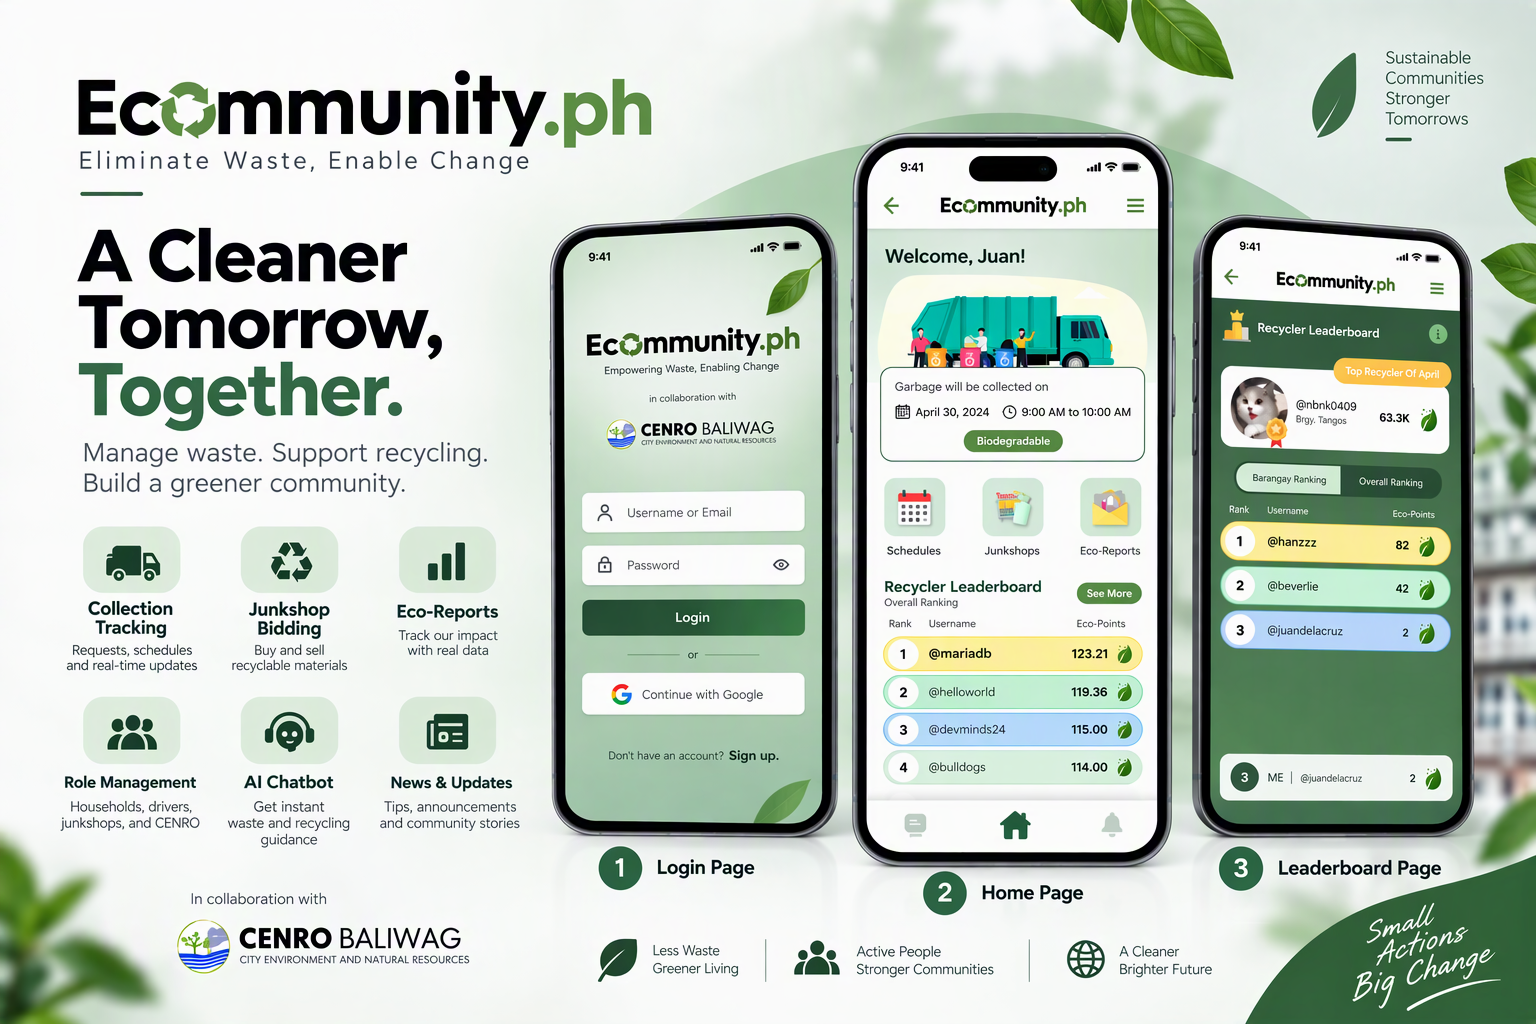 Ecommunity.ph
Eliminate Waste, Enable Change
A Cleaner
Tomorrow,
Together.
Manage waste. Support recycling.
Build a greener community.
Collection
Tracking
Requests, schedules
and real-time updates
Junkshop
Bidding
Buy and sell
recyclable materials
Eco-Reports
Track our impact
with real data
Role Management
Households, drivers,
junkshops, and CENRO
AI Chatbot
Get instant
waste and recycling
guidance
News & Updates
Tips, announcements
and community stories
In collaboration with
CENRO BALIWAG
CITY ENVIRONMENT AND NATURAL RESOURCES
9:41
Ecommunity.ph
Empowering Waste, Enabling Change
in collaboration with
CENRO BALIWAG
CITY ENVIRONMENT AND NATURAL RESOURCES
Username or Email
Password
Login
or
Continue with Google
Don't have an account? Sign up.
1 Login Page
9:41
Ecommunity.ph
Welcome, Juan!
Garbage will be collected on
April 30, 2024 9:00 AM to 10:00 AM
Biodegradable
Schedules Junkshops Eco-Reports
Recycler Leaderboard
Overall Ranking
See More
Rank Username Eco-Points
1 @mariadb 123.21
2 @helloworld 119.36
3 @devminds24 115.00
4 @bulldogs 114.00
2 Home Page
9:41
Ecommunity.ph
Recycler Leaderboard
Top Recycler Of April
@nbnk0409
Brgy. Tangos
63.3K
Barangay Ranking Overall Ranking
Rank Username Eco-Points
1 @hanzzz 82
2 @beverlie 42
3 @juandelacruz 2
3 ME | @juandelacruz 2
3 Leaderboard Page
Sustainable
Communities
Stronger
Tomorrows
Less Waste
Greener Living
Active People
Stronger Communities
A Cleaner
Brighter Future
Small
Actions
Big Change